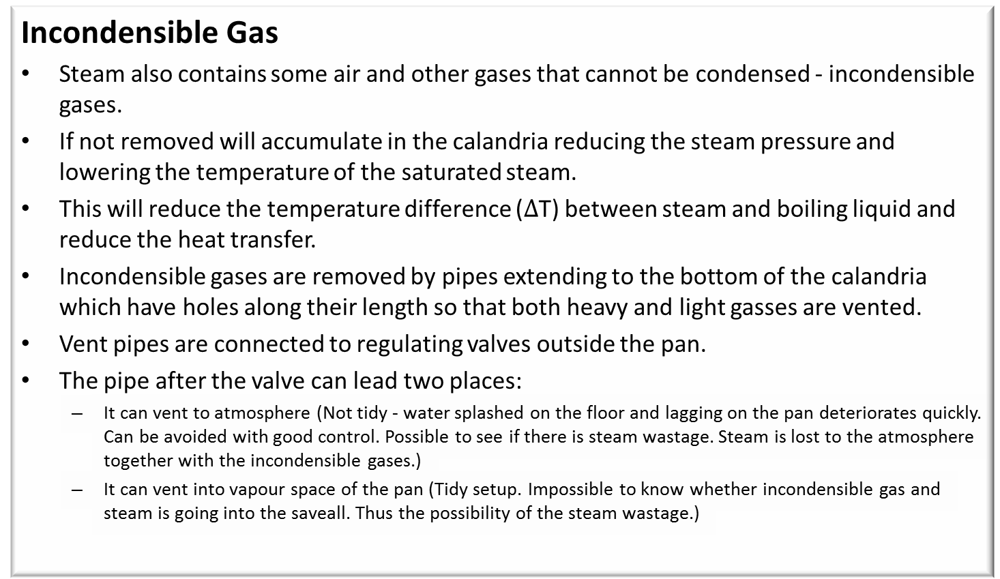 Incondensible Gas
• Steam also contains some air and other gases that cannot be condensed - incondensible
gases.
• If not removed will accumulate in the calandria reducing the steam pressure and
lowering the temperature of the saturated steam.
• This will reduce the temperature difference (ΔT) between steam and boiling liquid and
reduce the heat transfer.
• Incondensible gases are removed by pipes extending to the bottom of the calandria
which have holes along their length so that both heavy and light gasses are vented.
• Vent pipes are connected to regulating valves outside the pan.
• The pipe after the valve can lead two places:
– It can vent to atmosphere (Not tidy - water splashed on the floor and lagging on the pan deteriorates quickly.
Can be avoided with good control. Possible to see if there is steam wastage. Steam is lost to the atmosphere
together with the incondensible gases.)
– It can vent into vapour space of the pan (Tidy setup. Impossible to know whether incondensible gas and
steam is going into the saveall. Thus the possibility of the steam wastage.)